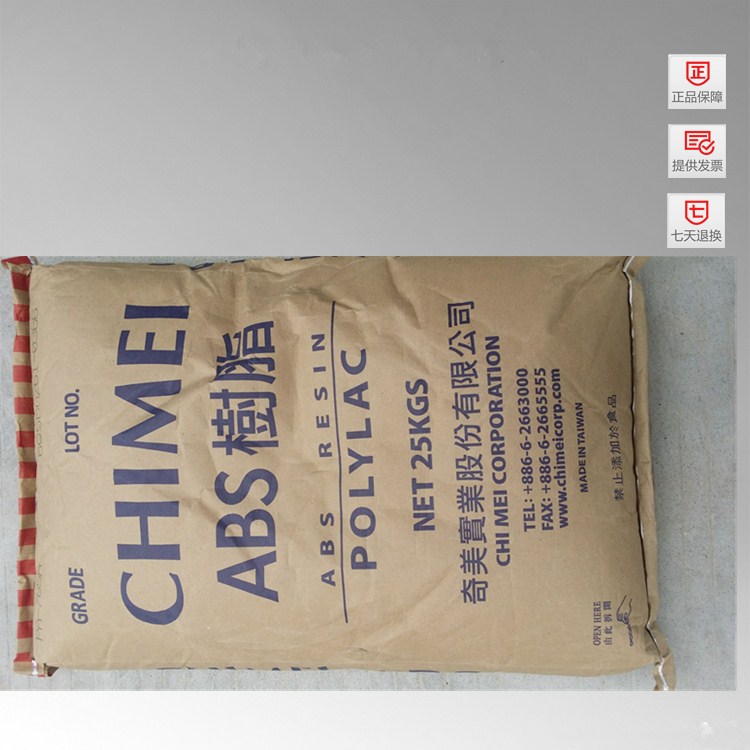 正品保障
提供发票
七天退换
GRADE LOT NO.
CHIMEI
ABS樹脂
ABS RESIN
POLYLAC
NET 25KGS
奇美實業股份有限公司
CHI MEI CORPORATION
TEL: +886-6-2663000
FAX: +886-6-2665555
www.chimeicorp.com
MADE IN TAIWAN
禁止添加於食品
OPEN HERE
由此拆開